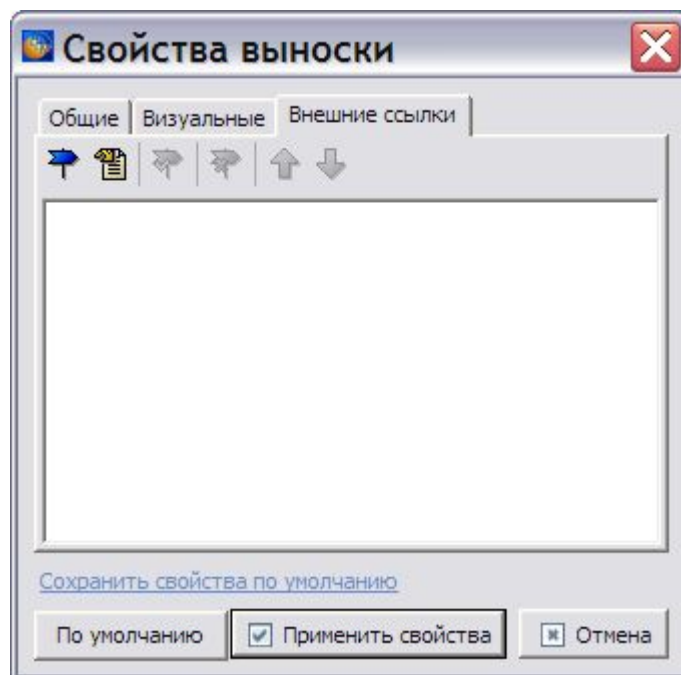 Свойства выноски
Общие Визуальные Внешние ссылки
Сохранить свойства по умолчанию
По умолчанию Применить свойства Отмена